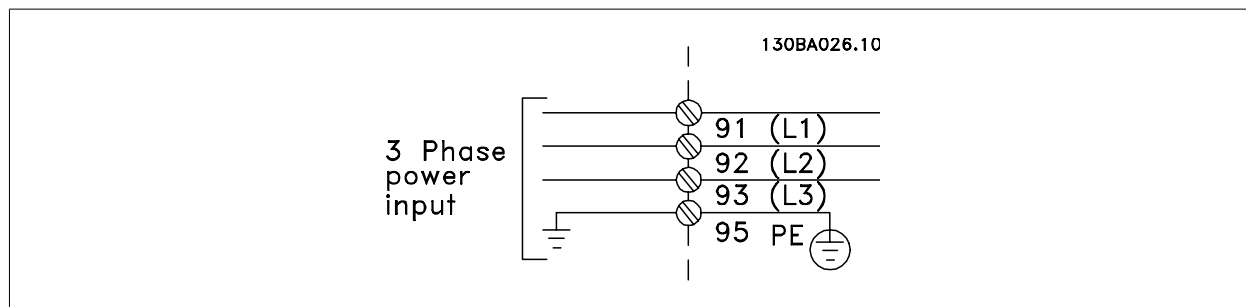 130BA026.10
3 Phase
power
input
91 (L1)
92 (L2)
93 (L3)
95 PE